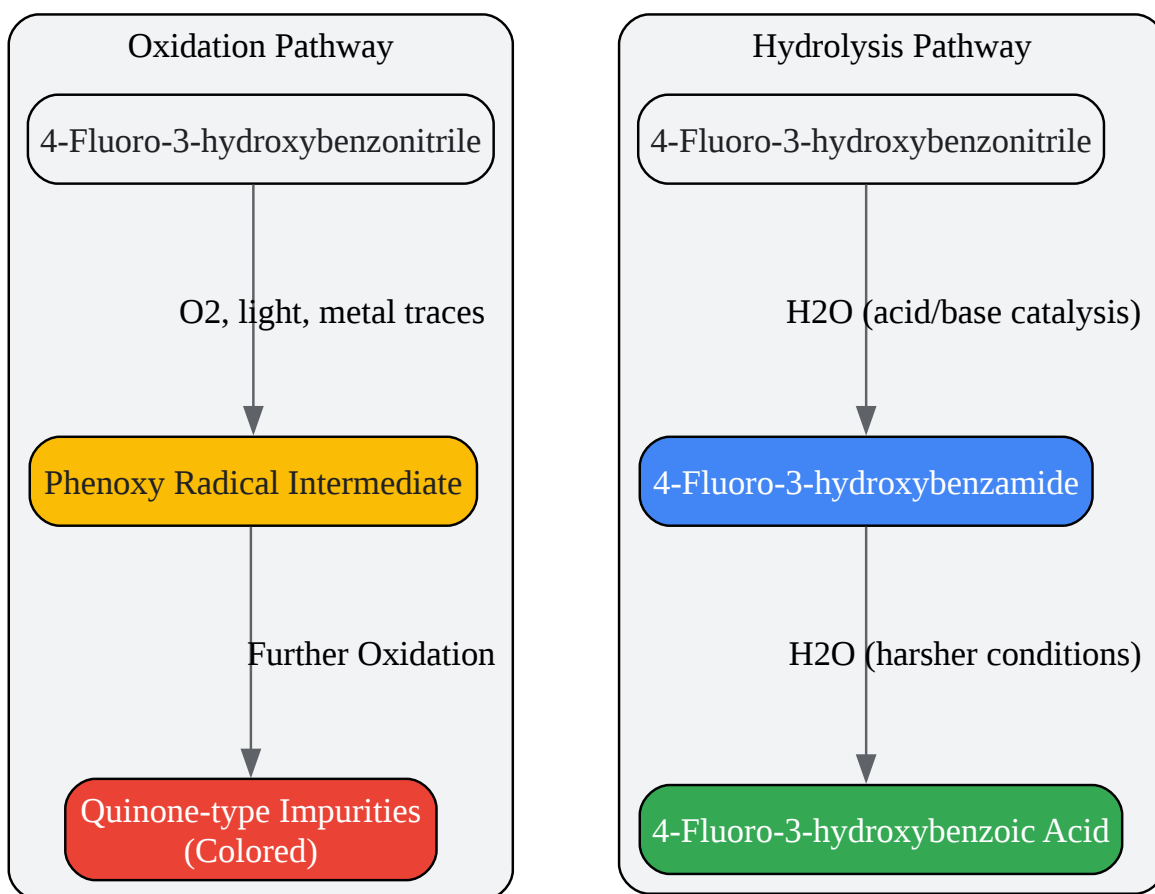 Oxidation Pathway
4-Fluoro-3-hydroxybenzonitrile
O2, light, metal traces
Phenoxy Radical Intermediate
Further Oxidation
Quinone-type Impurities
(Colored)
Hydrolysis Pathway
4-Fluoro-3-hydroxybenzonitrile
H2O (acid/base catalysis)
4-Fluoro-3-hydroxybenzamide
H2O (harsher conditions)
4-Fluoro-3-hydroxybenzoic Acid